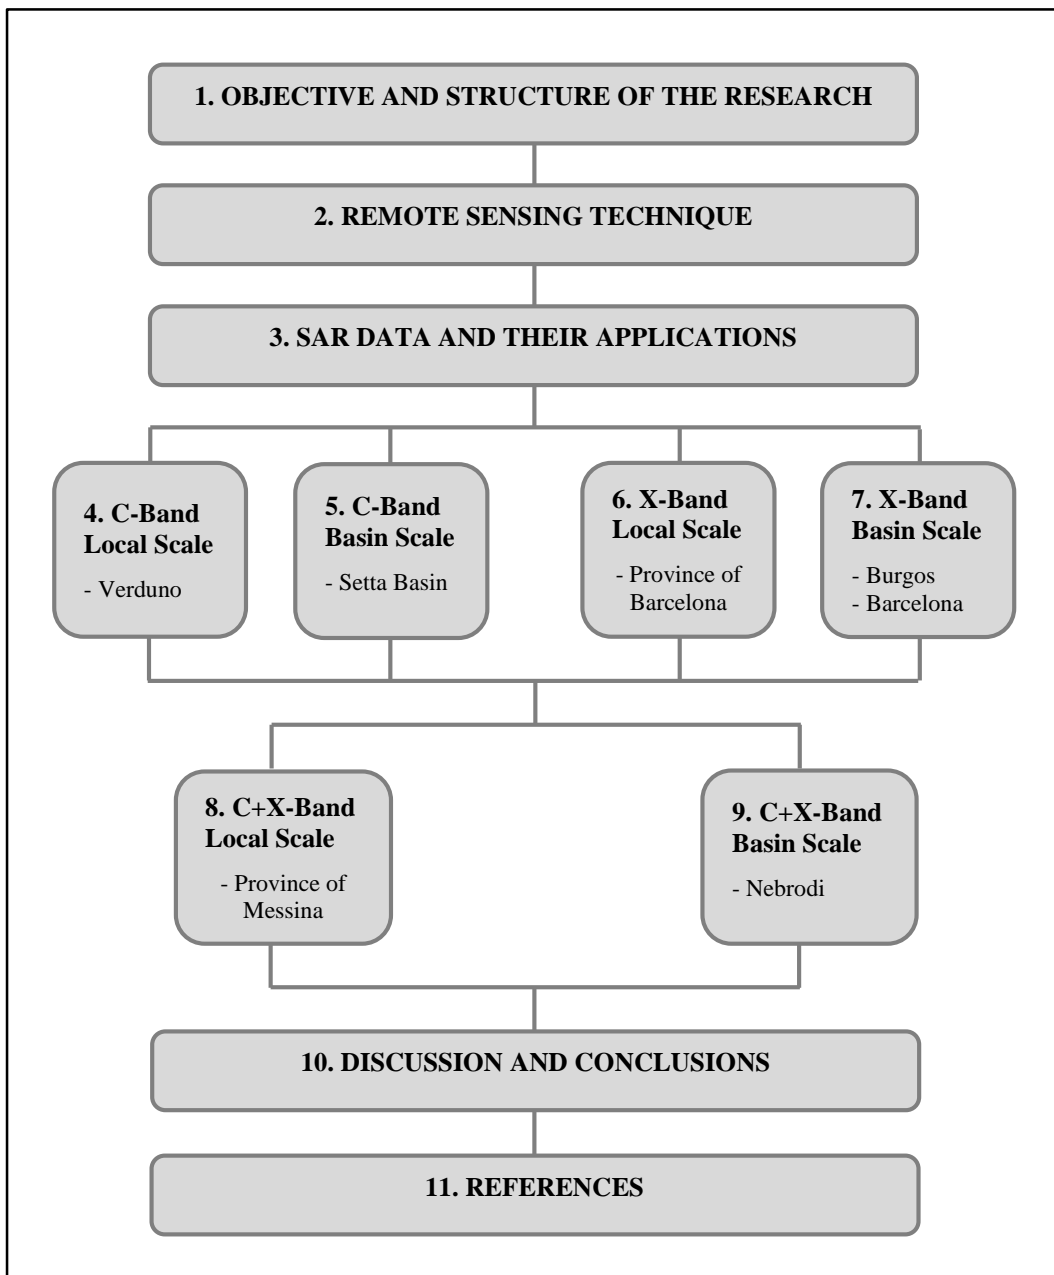 1. OBJECTIVE AND STRUCTURE OF THE RESEARCH
2. REMOTE SENSING TECHNIQUE
3. SAR DATA AND THEIR APPLICATIONS
4. C-Band
Local Scale
- Verduno
5. C-Band
Basin Scale
- Setta Basin
6. X-Band
Local Scale
- Province of
Barcelona
7. X-Band
Basin Scale
- Burgos
- Barcelona
8. C+X-Band
Local Scale
- Province of
Messina
9. C+X-Band
Basin Scale
- Nebrodi
10. DISCUSSION AND CONCLUSIONS
11. REFERENCES